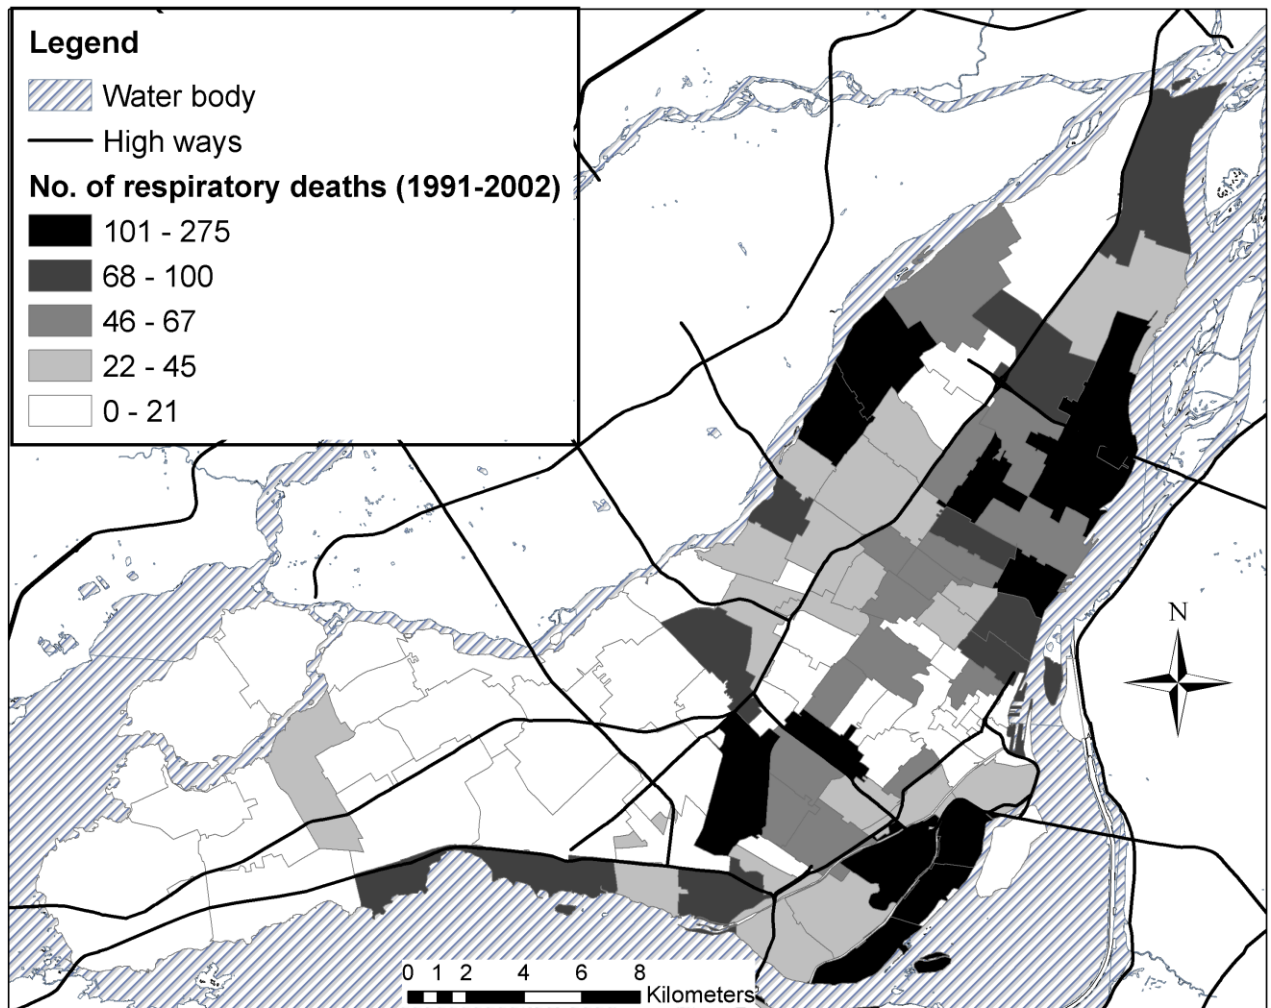 Legend
Water body
High ways
No. of respiratory deaths (1991-2002)
101 - 275
68 - 100
46 - 67
22 - 45
0 - 21
N
0 1 2 4 6 8
Kilometers